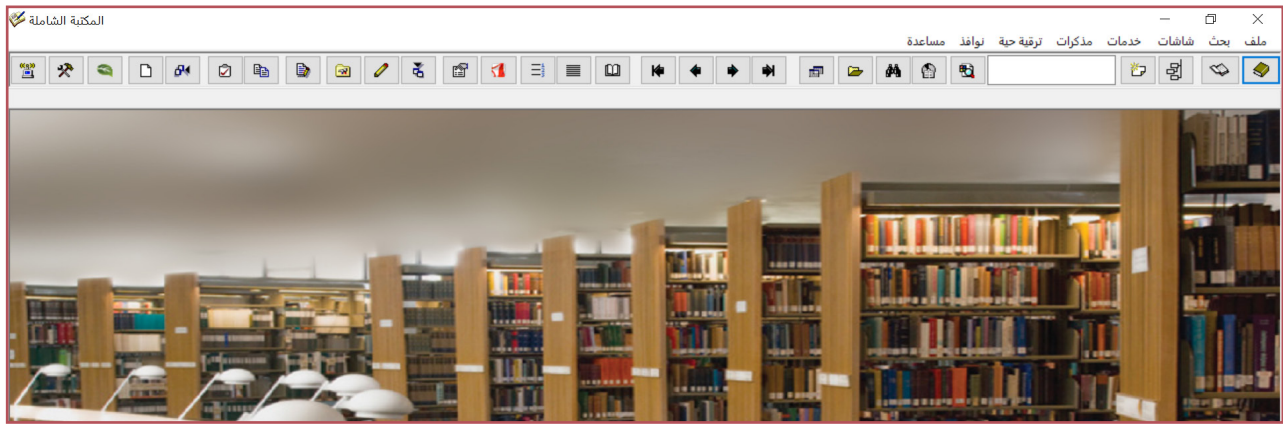 المكتبة الشاملة
ملف بحث شاشات خدمات مذكرات ترقية حية نوافذ مساعدة